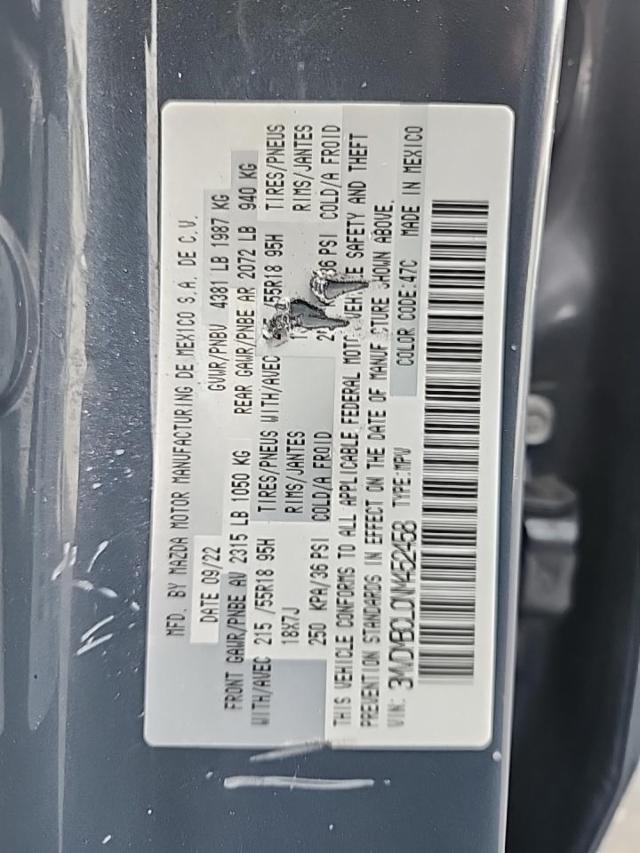 MFD. BY MAZDA MOTOR MANUFACTURING DE MEXICO S.A. DE C.V.
DATE 09/22 GVWR/PNBV 4381 LB 1987 KG
FRONT GAWR/PNBE AV 2315 LB 1050 KG REAR GAWR/PNBE AR 2072 LB 940 KG
WITH/AVEC 215 /55R18 95H TIRES/PNEUS WITH/AVEC /55R18 95H TIRES/PNEUS
18X7J RIMS/JANTES RIMS/JANTES
250 KPA/36 PSI COLD/A FROID 36 PSI COLD/A FROID
THIS VEHICLE CONFORMS TO ALL APPLICABLE FEDERAL MOTO VEHICLE SAFETY AND THEFT
PREVENTION STANDARDS IN EFFECT ON THE DATE OF MANUFACTURE SHOWN ABOVE.
VIN: TYPE:MPV COLOR CODE:47C MADE IN MEXICO